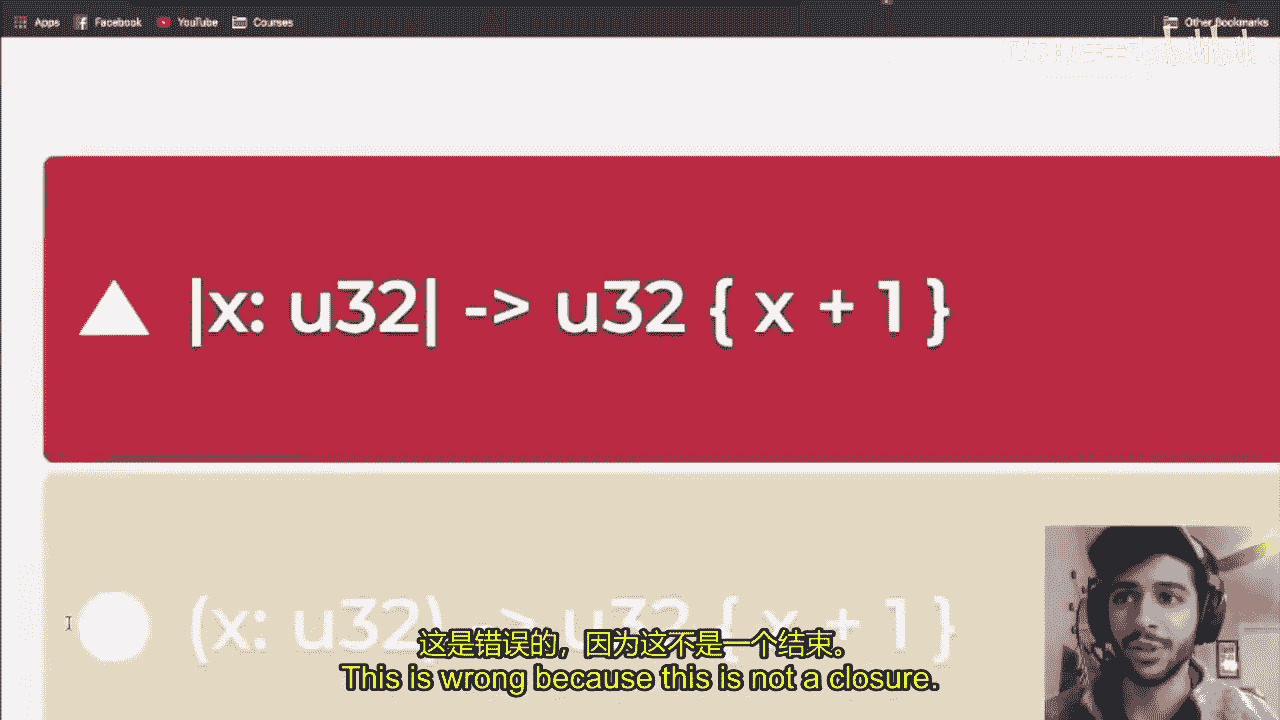 Apps Facebook YouTube Courses Other Bookmarks
|x: u32| -> u32 { x + 1 }
(x: u32) -> u32 { x + 1 }
这是错误的，因为这不是一个结束。
This is wrong because this is not a closure.